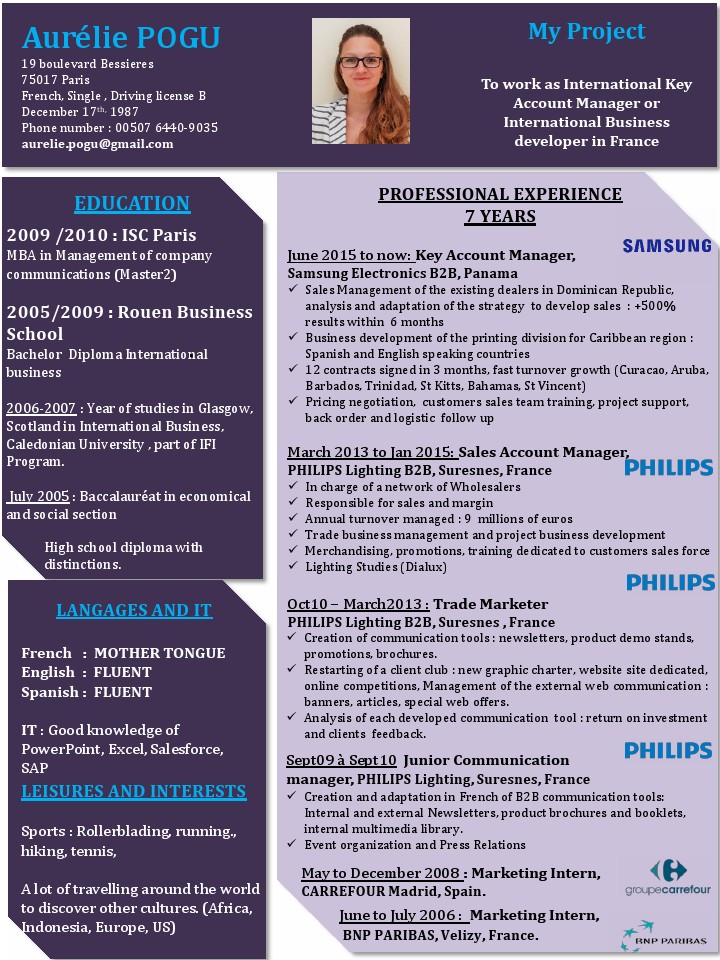 Aurélie POGU
19 boulevard Bessieres
75017 Paris
French, Single , Driving license B
December 17th, 1987
Phone number : 00507 6440-9035
aurelie.pogu@gmail.com
My Project
To work as International Key
Account Manager or
International Business
developer in France
EDUCATION
2009 /2010 : ISC Paris
MBA in Management of company
communications (Master2)
2005/2009 : Rouen Business
School
Bachelor Diploma International
business
2006-2007 : Year of studies in Glasgow,
Scotland in International Business,
Caledonian University , part of IFI
Program.
July 2005 : Baccalauréat in economical
and social section
High school diploma with
distinctions.
LANGAGES AND IT
French : MOTHER TONGUE
English : FLUENT
Spanish : FLUENT
IT : Good knowledge of
PowerPoint, Excel, Salesforce,
SAP
LEISURES AND INTERESTS
Sports : Rollerblading, running.,
hiking, tennis,
A lot of travelling around the world
to discover other cultures. (Africa,
Indonesia, Europe, US)
PROFESSIONAL EXPERIENCE
7 YEARS
SAMSUNG
June 2015 to now: Key Account Manager,
Samsung Electronics B2B, Panama
✓ Sales Management of the existing dealers in Dominican Republic,
analysis and adaptation of the strategy to develop sales : +500%
results within 6 months
✓ Business development of the printing division for Caribbean region :
Spanish and English speaking countries
✓ 12 contracts signed in 3 months, fast turnover growth (Curacao, Aruba,
Barbados, Trinidad, St Kitts, Bahamas, St Vincent)
✓ Pricing negotiation, customers sales team training, project support,
back order and logistic follow up
March 2013 to Jan 2015: Sales Account Manager,
PHILIPS Lighting B2B, Suresnes, France
PHILIPS
✓ In charge of a network of Wholesalers
✓ Responsible for sales and margin
✓ Annual turnover managed : 9 millions of euros
✓ Trade business management and project business development
✓ Merchandising, promotions, training dedicated to customers sales force
✓ Lighting Studies (Dialux)
PHILIPS
Oct10 – March2013 : Trade Marketer
PHILIPS Lighting B2B, Suresnes , France
✓ Creation of communication tools : newsletters, product demo stands,
promotions, brochures.
✓ Restarting of a client club : new graphic charter, website site dedicated,
online competitions, Management of the external web communication :
banners, articles, special web offers.
✓ Analysis of each developed communication tool : return on investment
and clients feedback.
PHILIPS
Sept09 à Sept10 Junior Communication
manager, PHILIPS Lighting, Suresnes, France
✓ Creation and adaptation in French of B2B communication tools:
Internal and external Newsletters, product brochures and booklets,
internal multimedia library.
✓ Event organization and Press Relations
May to December 2008 : Marketing Intern,
CARREFOUR Madrid, Spain.
groupecarrefour
June to July 2006 : Marketing Intern,
BNP PARIBAS, Velizy, France.
BNP PARIBAS